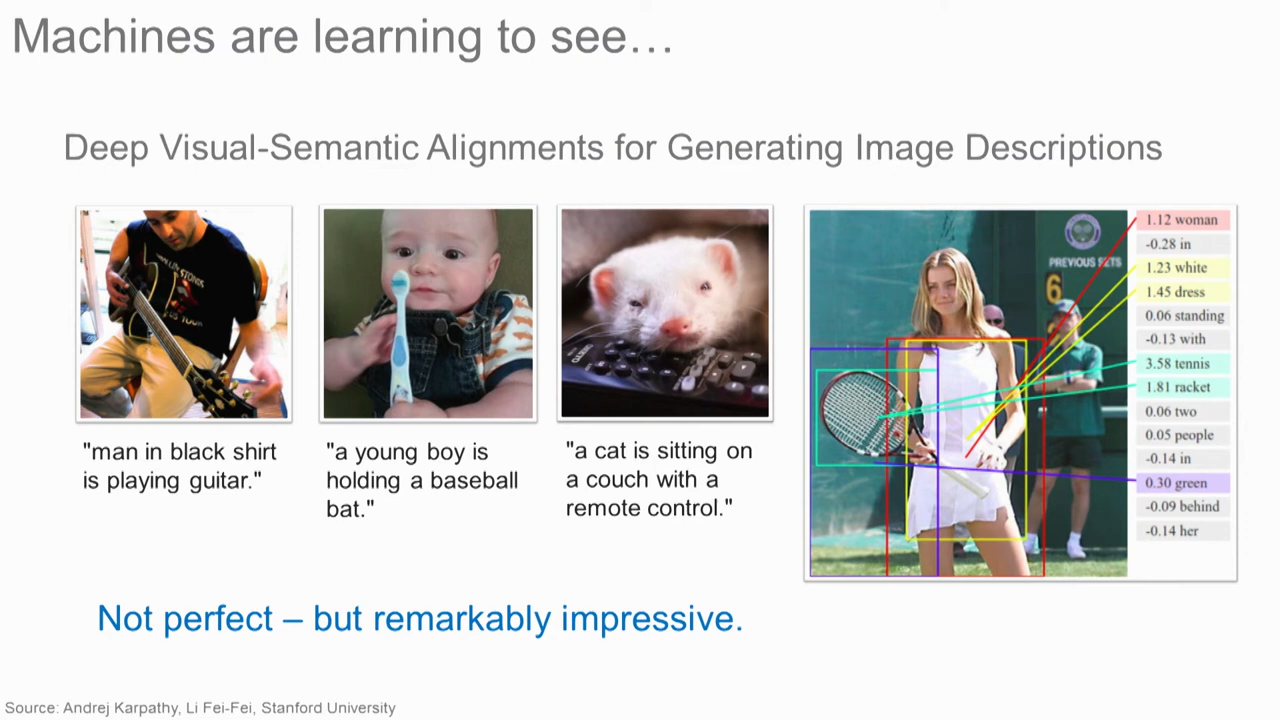 Machines are learning to see…
Deep Visual-Semantic Alignments for Generating Image Descriptions
"man in black shirt
is playing guitar."
"a young boy is
holding a baseball
bat."
"a cat is sitting on
a couch with a
remote control."
PREVIOUS SETS
6
1.12 woman
-0.28 in
1.23 white
1.45 dress
0.06 standing
-0.13 with
3.58 tennis
1.81 racket
0.06 two
0.05 people
-0.14 in
0.30 green
-0.09 behind
-0.14 her
Not perfect – but remarkably impressive.
Source: Andrej Karpathy, Li Fei-Fei, Stanford University